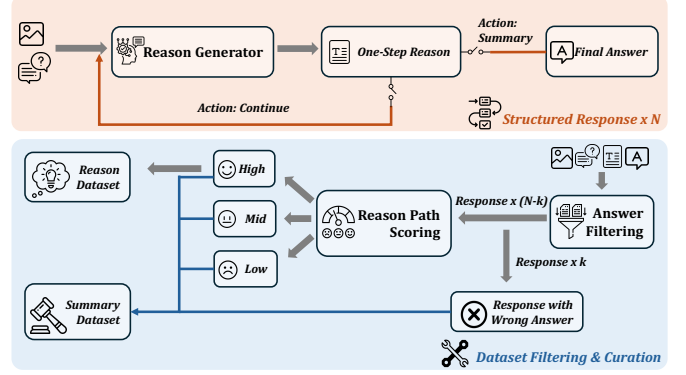 Reason Generator
One-Step Reason
Action:
Summary
Final Answer
Action: Continue
Structured Response x N
Reason
Dataset
High
Mid
Low
Reason Path
Scoring
Response x (N-k)
Answer
Filtering
Response x k
Summary
Dataset
Response with
Wrong Answer
Dataset Filtering & Curation